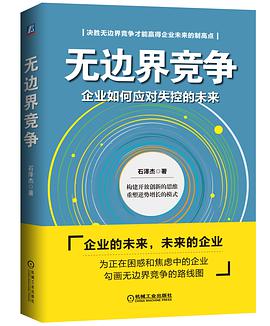 决胜无边界竞争才能赢得企业未来的制高点
无边界竞争
企业如何应对失控的未来
石泽杰 著
构建开放创新的思维
重塑逆势增长的模式
企业的未来,未来的企业
为正在困惑和焦虑中的企业
勾画无边界竞争的路线图
机械工业出版社
无边界竞争
石泽杰◎著